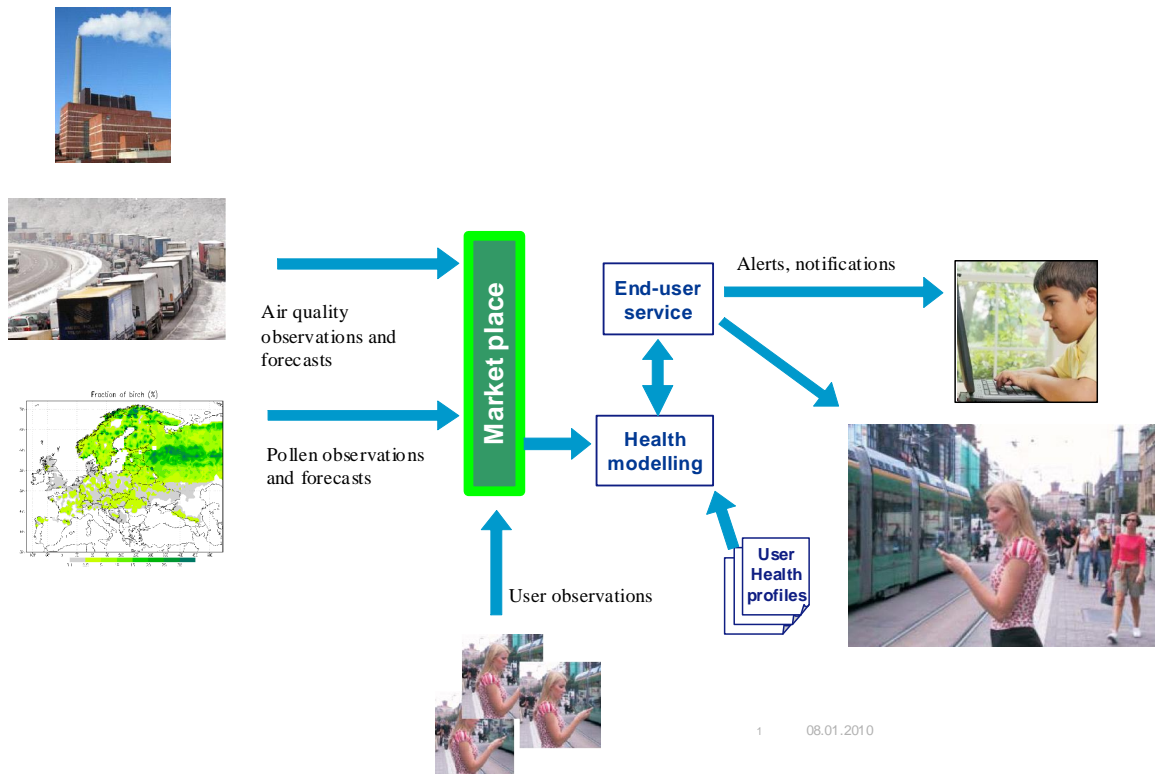 Air quality
observations and
forecasts
Fraction of birch (%)
Pollen observations
and forecasts
Market place
User observations
End-user
service
Health
modelling
User
Health
profiles
Alerts, notifications
1 08.01.2010